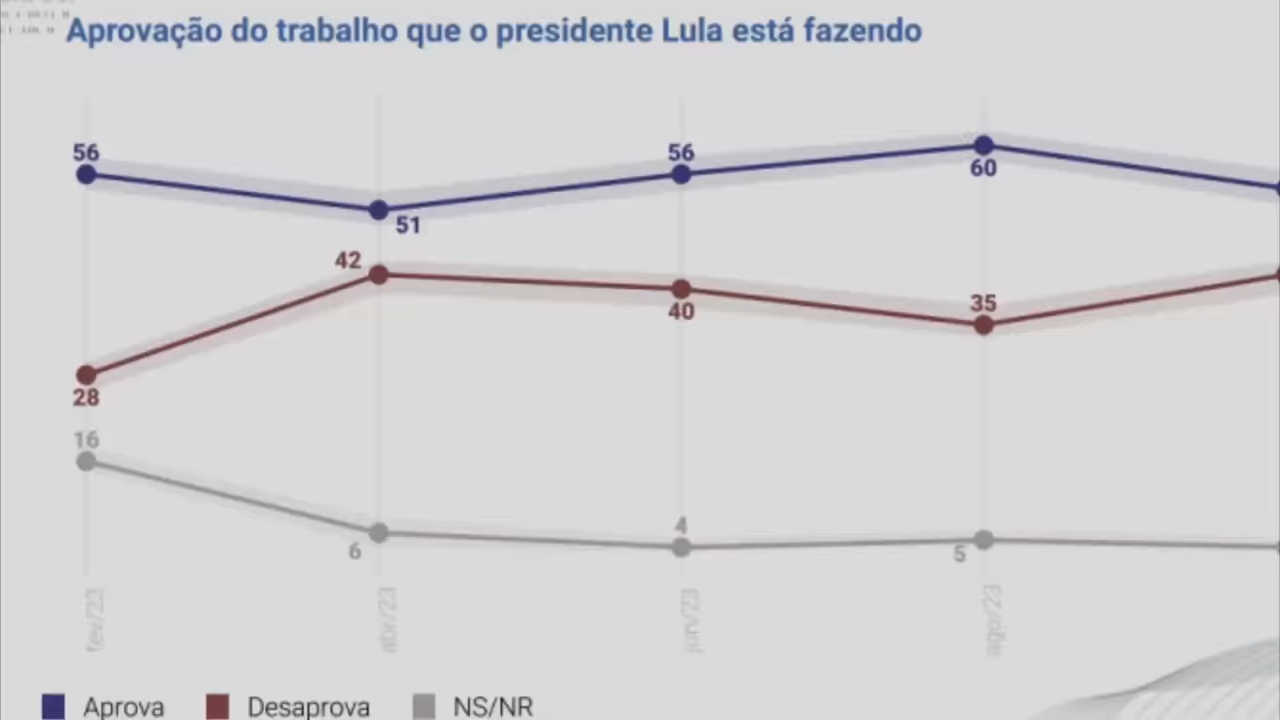 Aprovação do trabalho que o presidente Lula está fazendo
56
51
56
60
42
40
35
28
16
6
4
5
fev/23
abr/23
jun/23
ago/23
Aprova
Desaprova
NS/NR